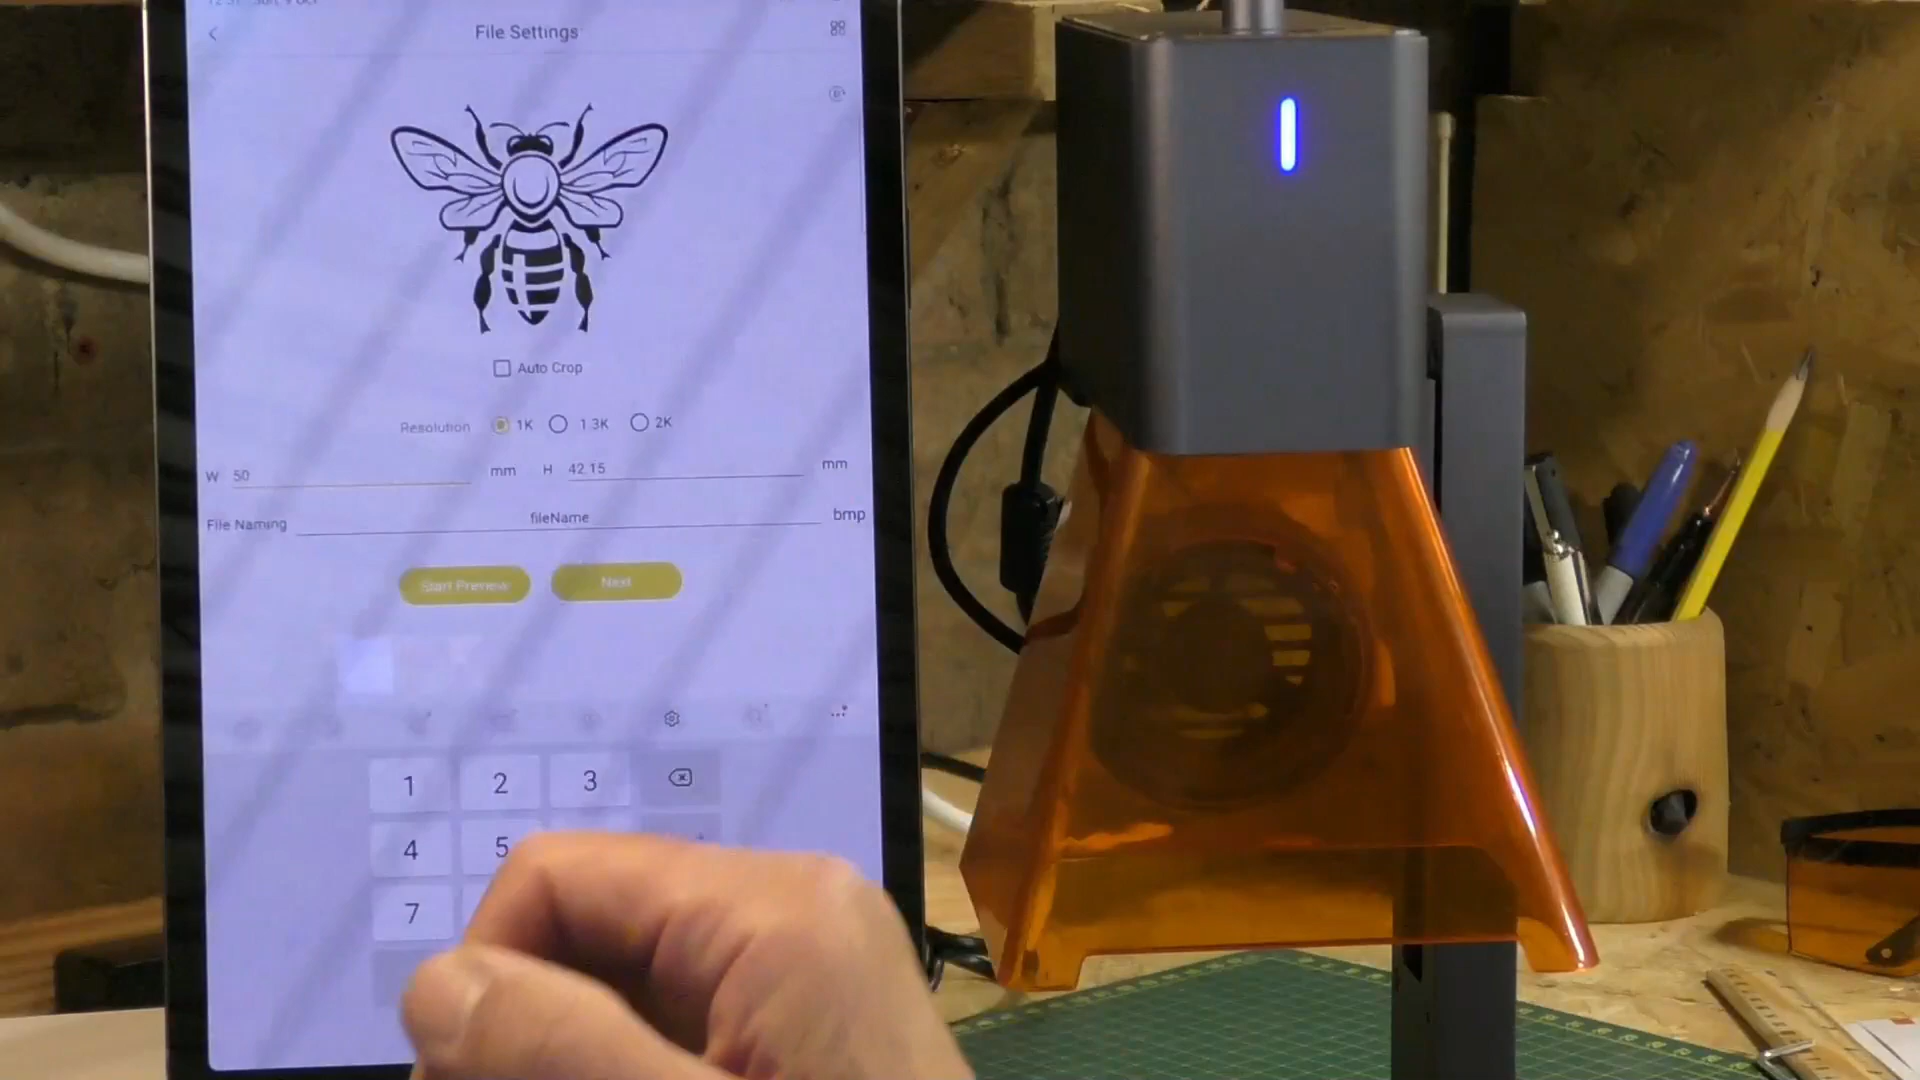 File Settings
Auto Crop
Resolution 1K 1.3K 2K
W 50 mm H 42.15 mm
File Naming fileName bmp
Start Preview Next
1 2 3
4 5
7